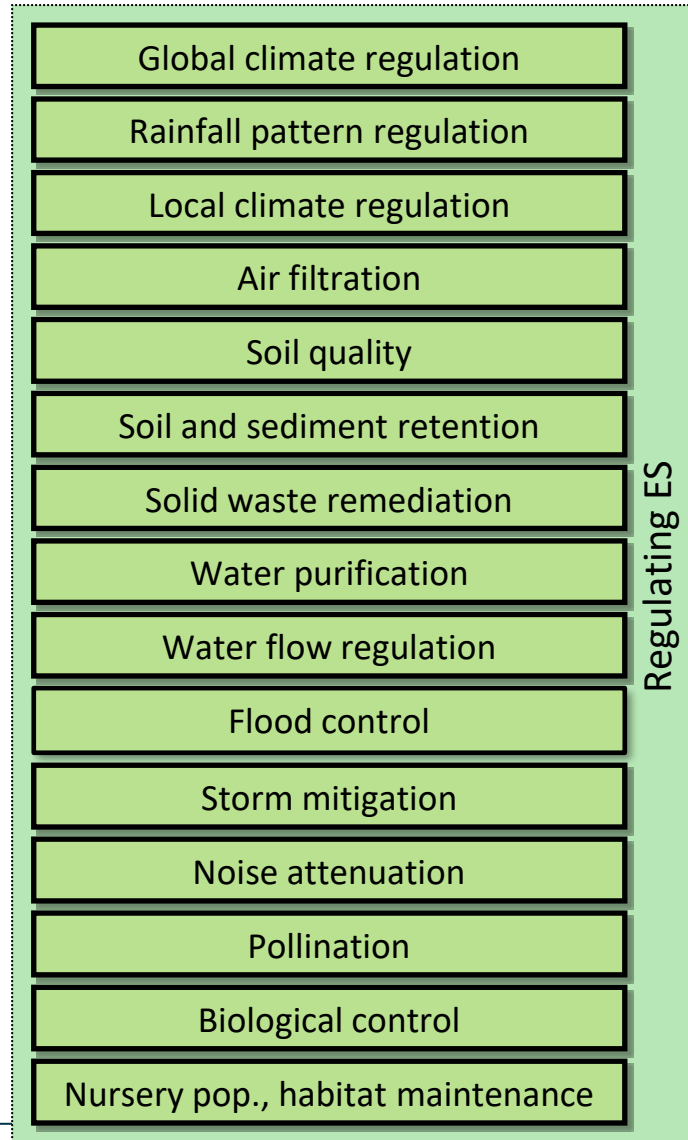 Global climate regulation
Rainfall pattern regulation
Local climate regulation
Air filtration
Soil quality
Soil and sediment retention
Solid waste remediation
Water purification
Water flow regulation
Flood control
Storm mitigation
Noise attenuation
Pollination
Biological control
Nursery pop., habitat maintenance
Regulating ES